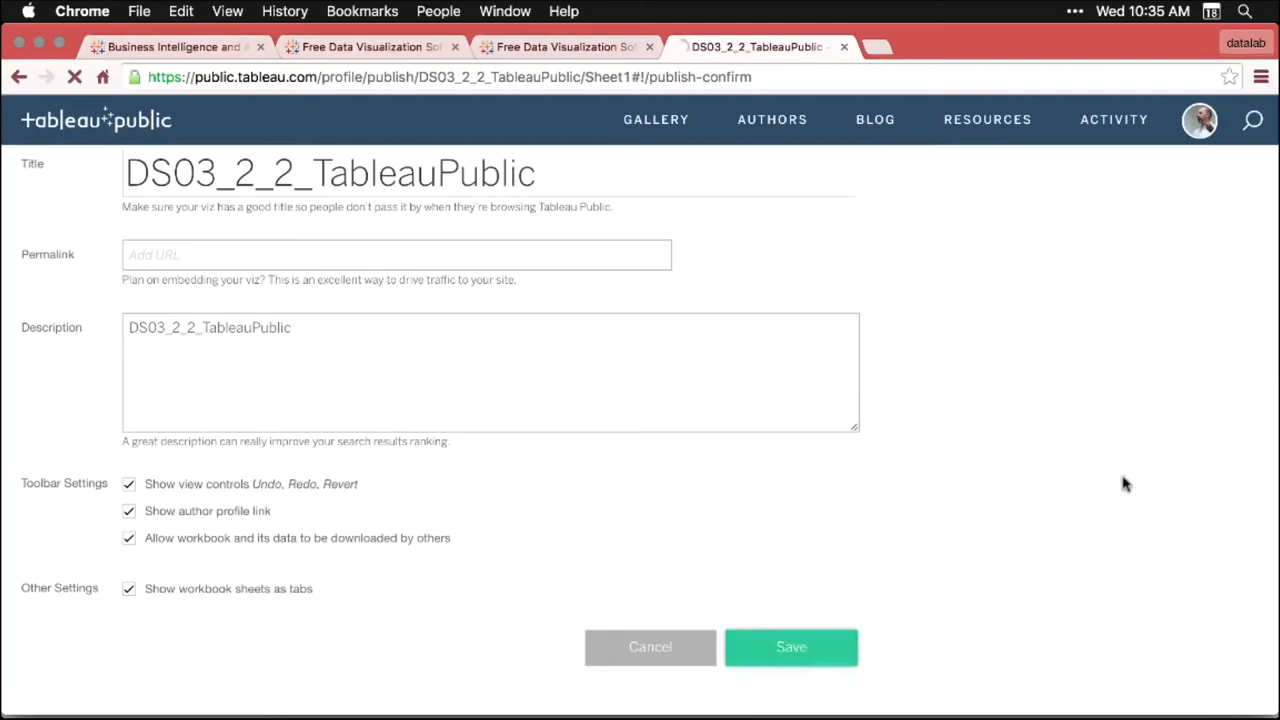 Chrome File Edit View History Bookmarks People Window Help ••• Wed 10:35 AM 18
Business Intelligence and A Free Data Visualization Sof Free Data Visualization Sof DS03_2_2_TableauPublic - datalab
https://public.tableau.com/profile/publish/DS03_2_2_TableauPublic/Sheet1#!/publish-confirm
tableau public GALLERY AUTHORS BLOG RESOURCES ACTIVITY
Title DS03_2_2_TableauPublic
Make sure your viz has a good title so people don't pass it by when they're browsing Tableau Public.
Permalink Add URL
Plan on embedding your viz? This is an excellent way to drive traffic to your site.
Description DS03_2_2_TableauPublic
A great description can really improve your search results ranking.
Toolbar Settings Show view controls Undo, Redo, Revert
Show author profile link
Allow workbook and its data to be downloaded by others
Other Settings Show workbook sheets as tabs
Cancel Save